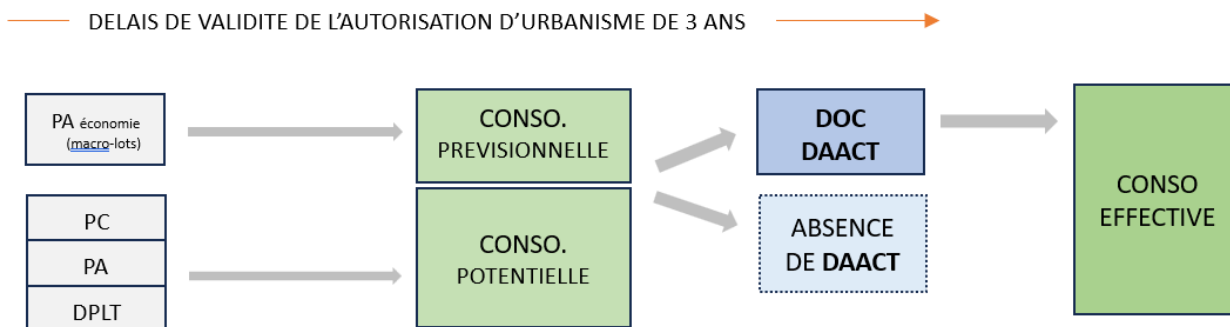 DELAIS DE VALIDITE DE L’AUTORISATION D’URBANISME DE 3 ANS
PA économie
(macro-lots)
PC
PA
DPLT
CONSO.
PREVISIONNELLE
CONSO.
POTENTIELLE
DOC
DAACT
ABSENCE
DE DAACT
CONSO
EFFECTIVE